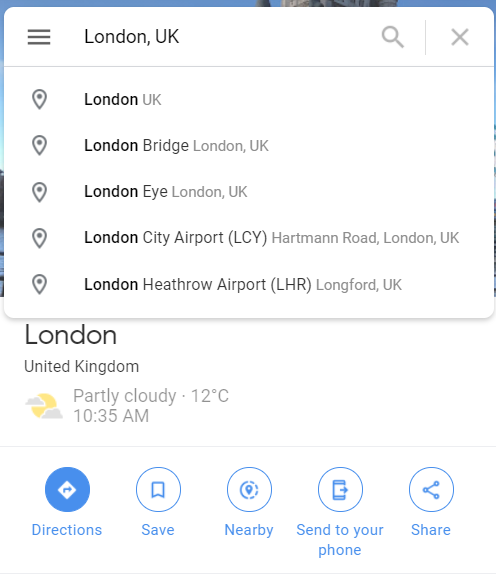 London, UK
London UK
London Bridge London, UK
London Eye London, UK
London City Airport (LCY) Hartmann Road, London, UK
London Heathrow Airport (LHR) Longford, UK
London
United Kingdom
Partly cloudy · 12°C
10:35 AM
Directions Save Nearby Send to your phone Share